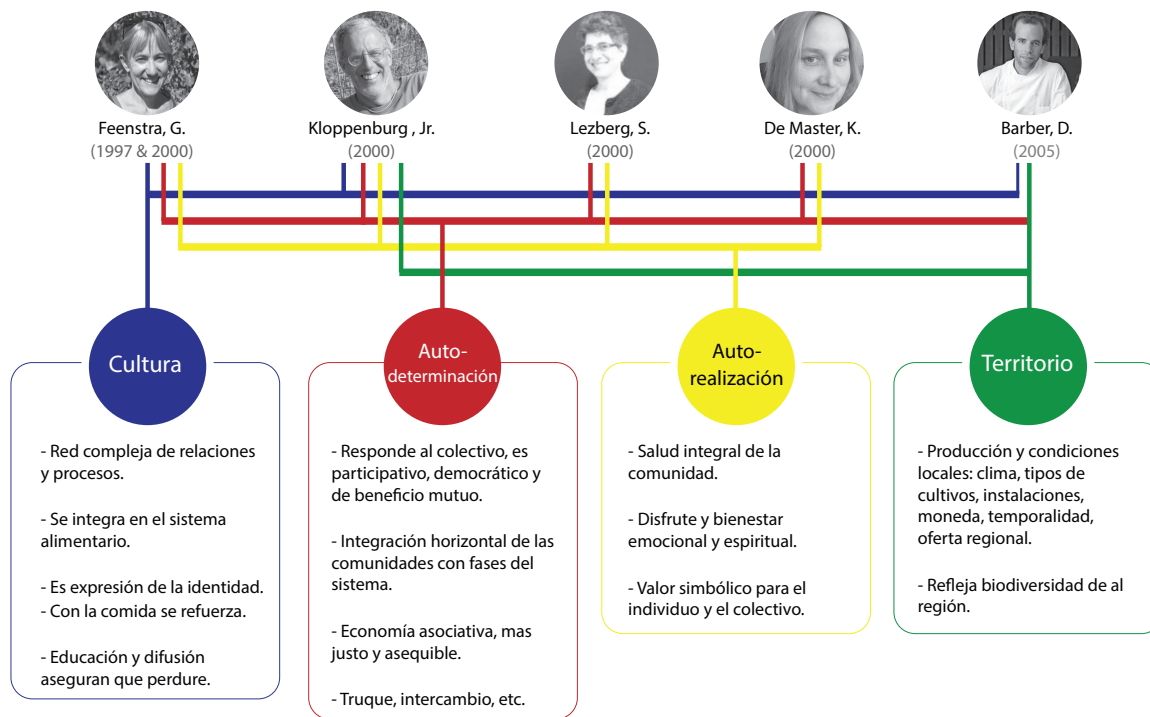 Feenstra, G.
(1997 & 2000)
Kloppenburg , Jr.
(2000)
Lezberg, S.
(2000)
De Master, K.
(2000)
Barber, D.
(2005)
Cultura
- Red compleja de relaciones
y procesos.
- Se integra en el sistema
alimentario.
- Es expresión de la identidad.
- Con la comida se refuerza.
- Educación y difusión
aseguran que perdure.
Auto-
determinación
- Responde al colectivo, es
participativo, democrático y
de beneficio mutuo.
- Integración horizontal de las
comunidades con fases del
sistema.
- Economía asociativa, mas
justo y asequible.
- Truque, intercambio, etc.
Auto-
realización
- Salud integral de la
comunidad.
- Disfrute y bienestar
emocional y espiritual.
- Valor simbólico para el
individuo y el colectivo.
Territorio
- Producción y condiciones
locales: clima, tipos de
cultivos, instalaciones,
moneda, temporalidad,
oferta regional.
- Refleja biodiversidad de al
región.